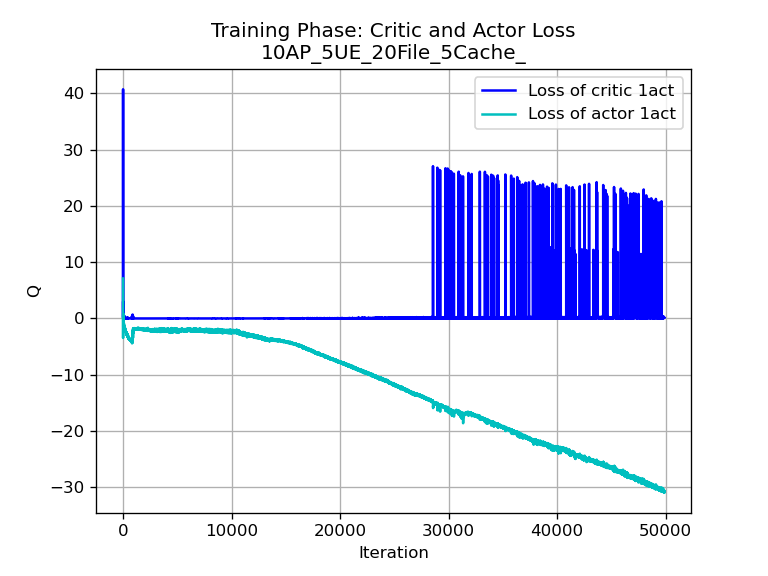 Training Phase: Critic and Actor Loss
10AP_5UE_20File_5Cache_
Loss of critic 1act
Loss of actor 1act
Q
40
30
20
10
0
−10
−20
−30
0
10000
20000
30000
40000
50000
Iteration